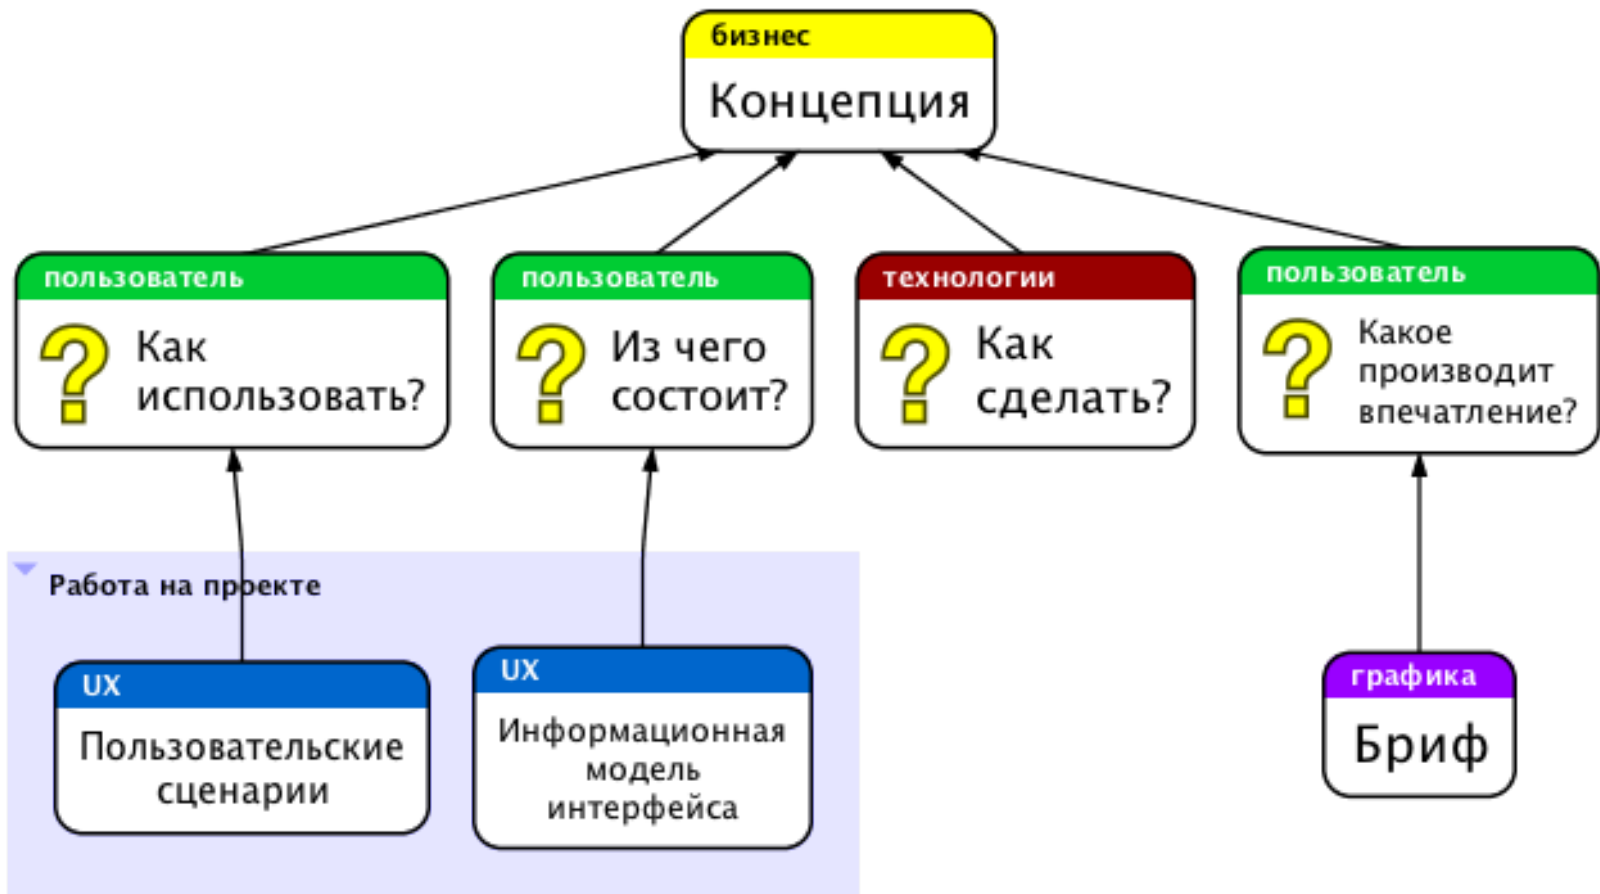 бизнес
Концепция
пользователь
Как
использовать?
пользователь
Из чего
состоит?
технологии
Как
сделать?
пользователь
Какое
производит
впечатление?
Работа на проекте
UX
Пользовательские
сценарии
UX
Информационная
модель
интерфейса
графика
Бриф